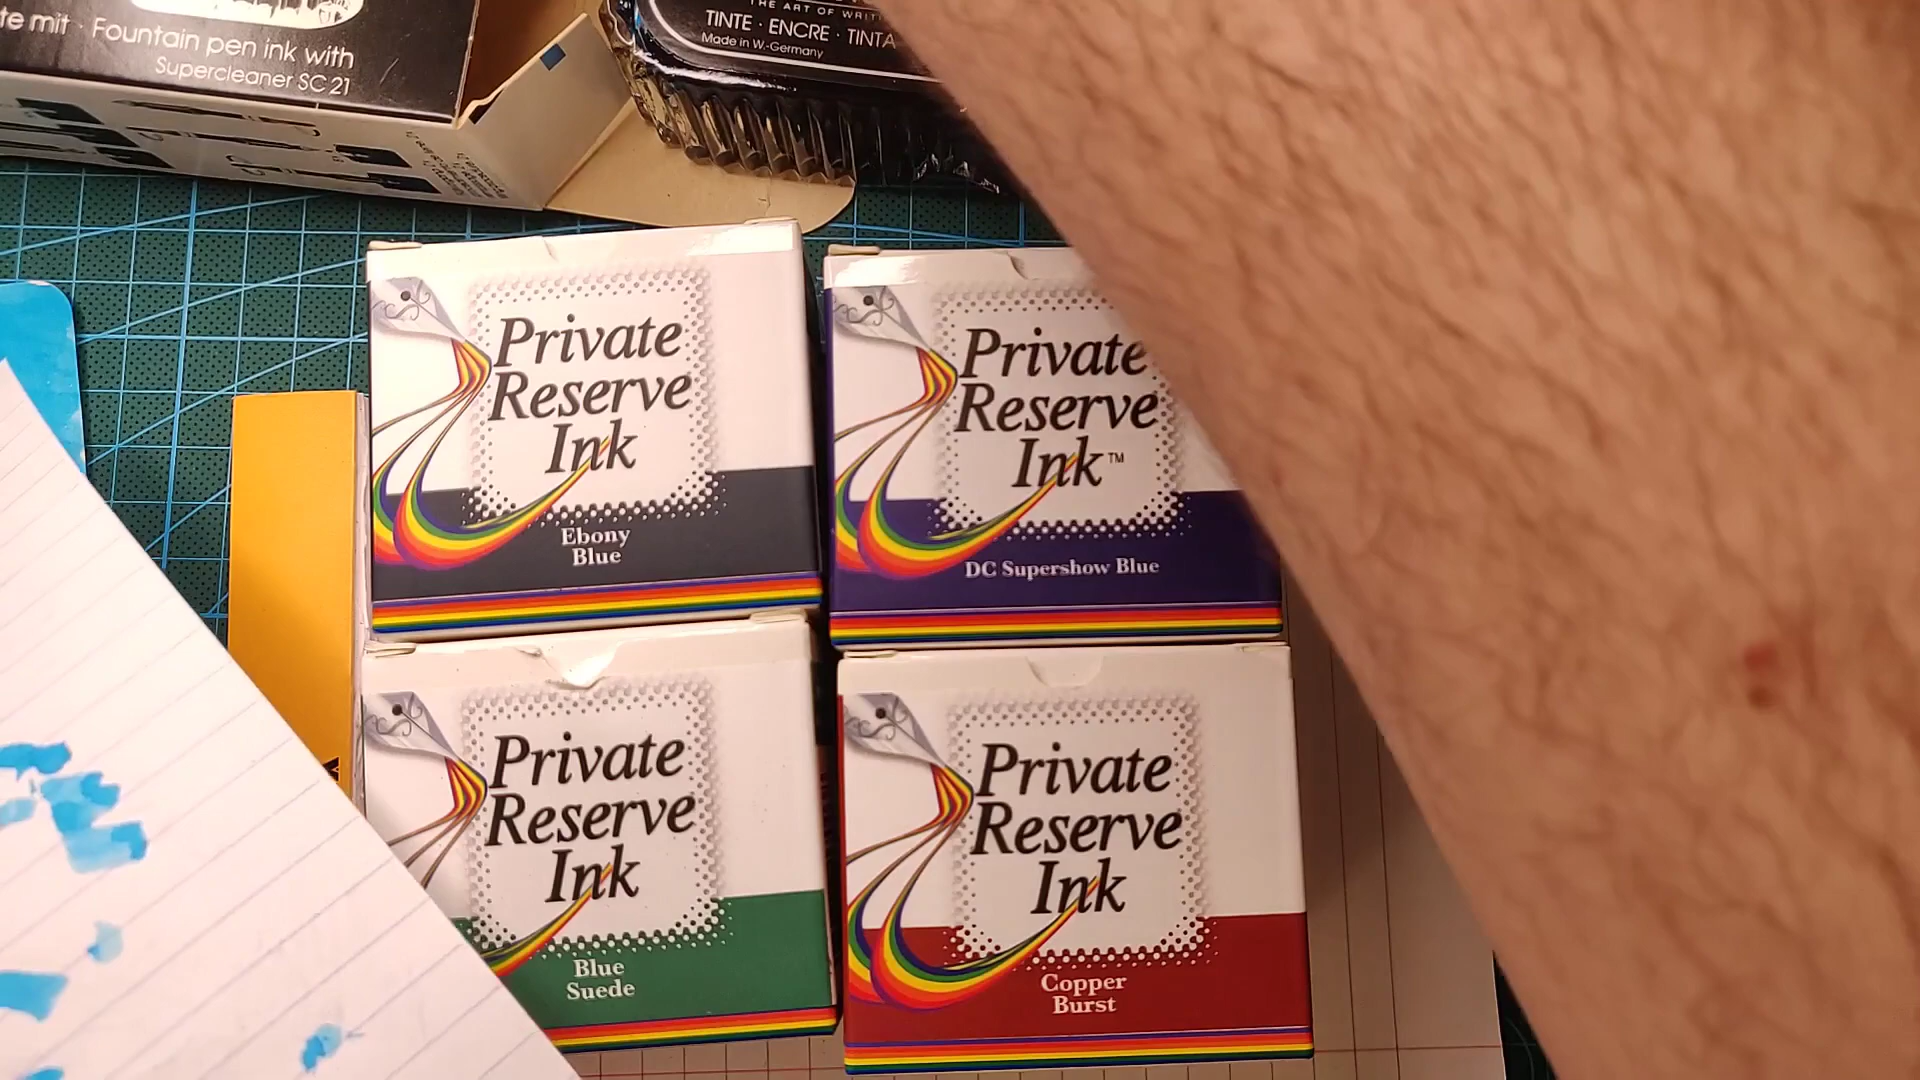 te mit · Fountain pen ink with
Supercleaner SC 21
THE ART OF WRITI
TINTE · ENCRE · TINTA
Made in W.-Germany
Private
Reserve
Ink
Ebony
Blue
Private
Reserve
Ink™
DC Supershow Blue
Private
Reserve
Ink
Blue
Suede
Private
Reserve
Ink
Copper
Burst